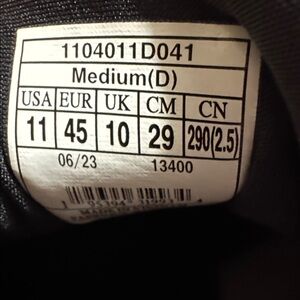 1104011D041
Medium(D)
USA EUR UK CM CN
11 45 10 29 290(2.5)
06/23 13400